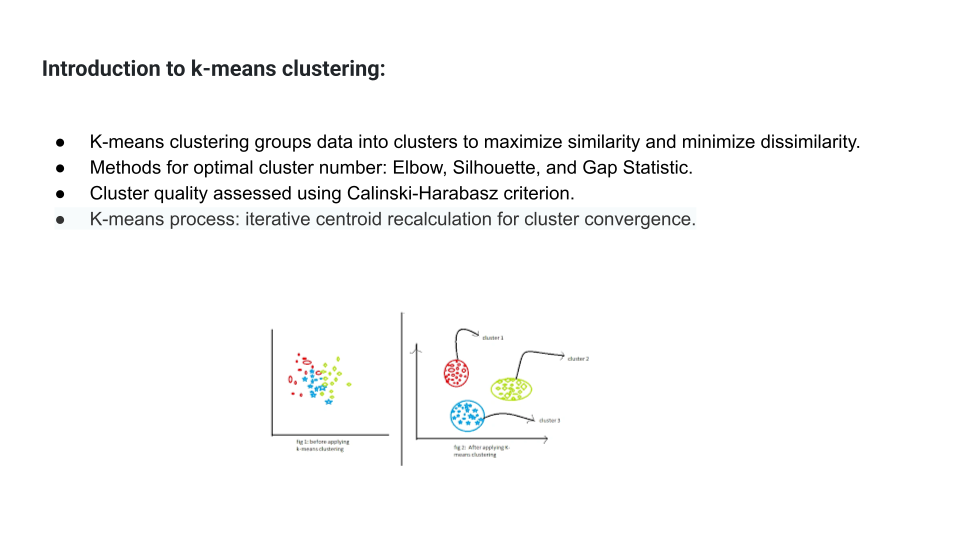 Introduction to k-means clustering:
● K-means clustering groups data into clusters to maximize similarity and minimize dissimilarity.
● Methods for optimal cluster number: Elbow, Silhouette, and Gap Statistic.
● Cluster quality assessed using Calinski-Harabasz criterion.
● K-means process: iterative centroid recalculation for cluster convergence.
cluster 1
cluster 2
cluster 3
fig 1: before applying
k-means clustering
fig 2: After applying K-
means clustering